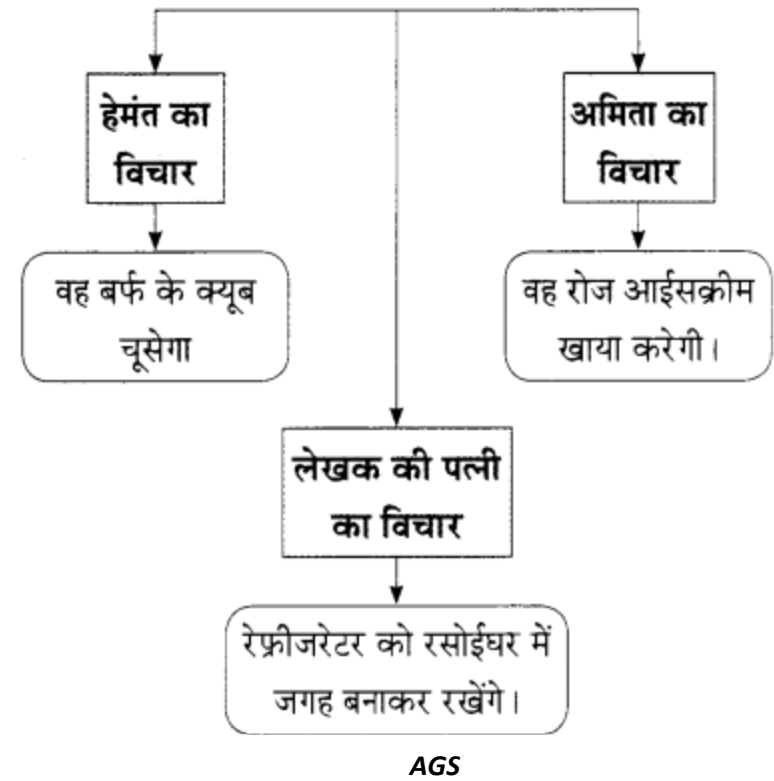 हेमंत का
विचार
अमिता का
विचार
वह बर्फ के क्यूब
चूसेगा
वह रोज आईसक्रीम
खाया करेगी।
लेखक की पत्नी
का विचार
रेफ्रीजरेटर को रसोईघर में
जगह बनाकर रखेंगे।
AGS